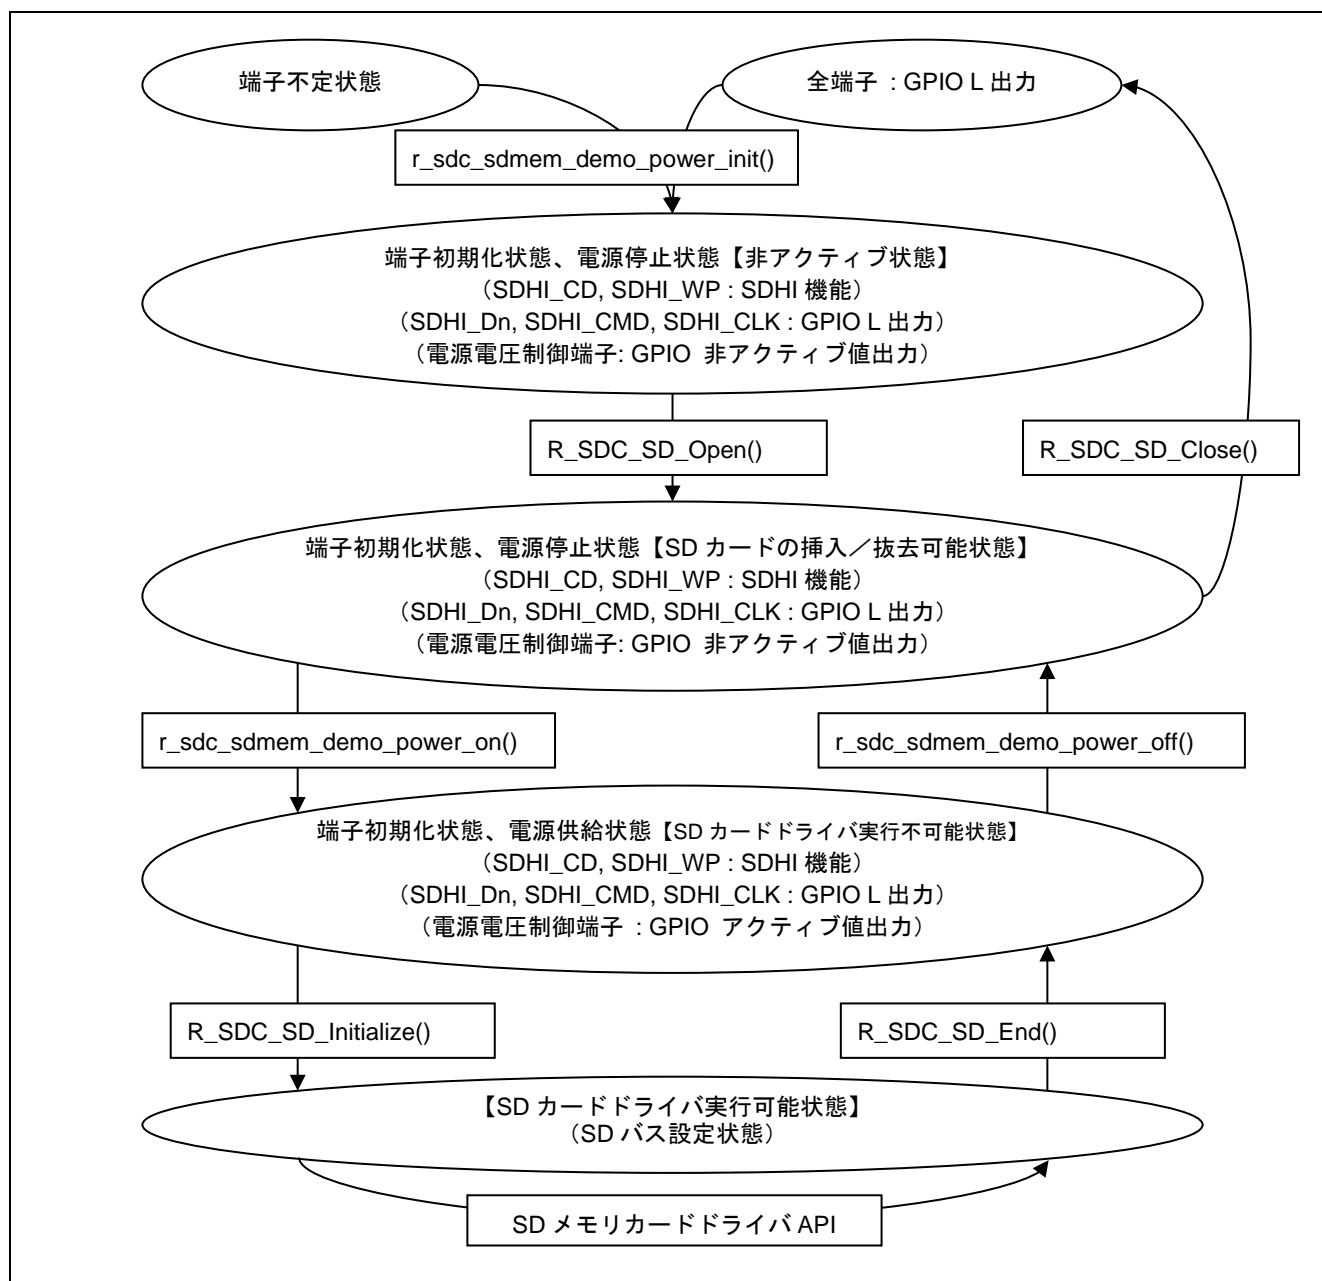 端子不定状態
全端子 : GPIO L 出力
r_sdc_sdmem_demo_power_init()
端子初期化状態、電源停止状態【非アクティブ状態】
（SDHI_CD, SDHI_WP : SDHI 機能）
（SDHI_Dn, SDHI_CMD, SDHI_CLK : GPIO L 出力）
（電源電圧制御端子: GPIO 非アクティブ値出力）
R_SDC_SD_Open()
R_SDC_SD_Close()
端子初期化状態、電源停止状態【SD カードの挿入／抜去可能状態】
（SDHI_CD, SDHI_WP : SDHI 機能）
（SDHI_Dn, SDHI_CMD, SDHI_CLK : GPIO L 出力）
（電源電圧制御端子: GPIO 非アクティブ値出力）
r_sdc_sdmem_demo_power_on()
r_sdc_sdmem_demo_power_off()
端子初期化状態、電源供給状態【SD カードドライバ実行不可能状態】
（SDHI_CD, SDHI_WP : SDHI 機能）
（SDHI_Dn, SDHI_CMD, SDHI_CLK : GPIO L 出力）
（電源電圧制御端子 : GPIO アクティブ値出力）
R_SDC_SD_Initialize()
R_SDC_SD_End()
【SD カードドライバ実行可能状態】
（SD バス設定状態）
SD メモリカードドライバ API